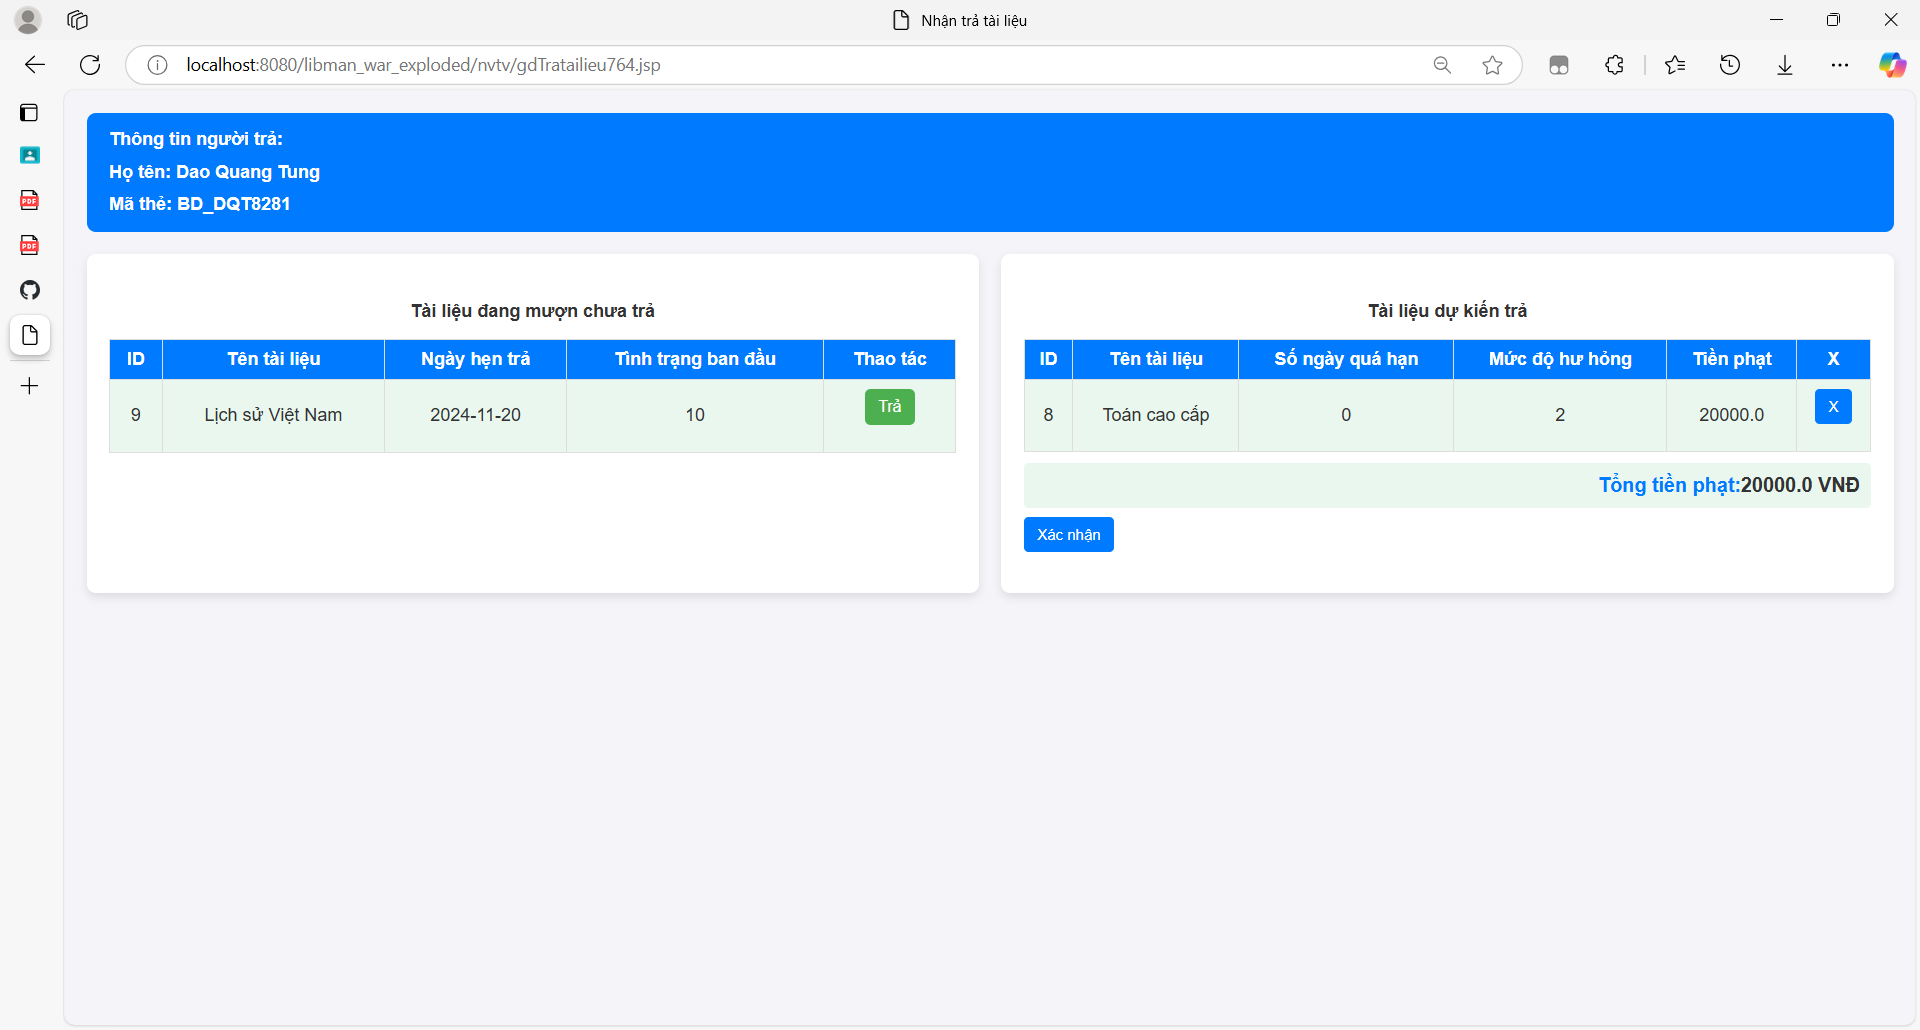 Nhận trả tài liệu
localhost:8080/libman_war_exploded/nvtv/gdTratailieu764.jsp
Thông tin người trả:
Họ tên: Dao Quang Tung
Mã thẻ: BD_DQT8281
Tài liệu đang mượn chưa trả
ID Tên tài liệu Ngày hẹn trả Tình trạng ban đầu Thao tác
9 Lịch sử Việt Nam 2024-11-20 10 Trả
Tài liệu dự kiến trả
ID Tên tài liệu Số ngày quá hạn Mức độ hư hỏng Tiền phạt X
8 Toán cao cấp 0 2 20000.0 X
Tổng tiền phạt:20000.0 VNĐ
Xác nhận
PDF
PDF